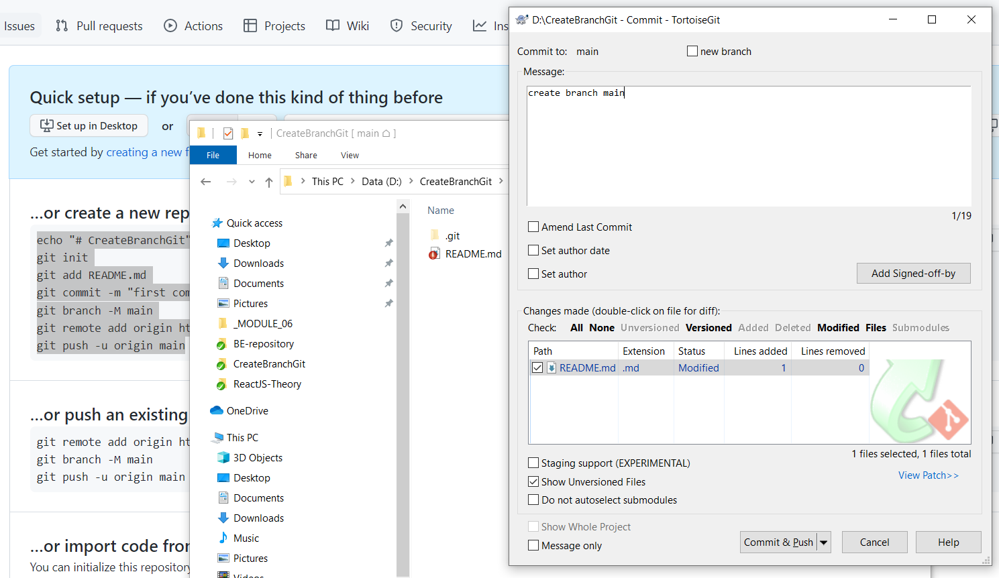 Issues
Pull requests
Actions
Projects
Wiki
Security
Ins
Quick setup — if you’ve done this kind of thing before
Set up in Desktop
or
Get started by creating a new f
...or create a new rep
echo "# CreateBranchGit"
git init
git add README.md
git commit -m "first com
git branch -M main
git remote add origin ht
git push -u origin main
...or push an existing
git remote add origin ht
git branch -M main
git push -u origin main
...or import code from
You can initialize this repository
CreateBranchGit [ main ⌂ ]
File
Home
Share
View
This PC
Data (D:)
CreateBranchGit
Quick access
Desktop
Downloads
Documents
Pictures
_MODULE_06
BE-repository
CreateBranchGit
ReactJS-Theory
OneDrive
This PC
3D Objects
Desktop
Documents
Downloads
Music
Pictures
Videos
Name
.git
README.md
D:\CreateBranchGit - Commit - TortoiseGit
Commit to: main
new branch
Message:
create branch main
1/19
Amend Last Commit
Set author date
Set author
Add Signed-off-by
Changes made (double-click on file for diff):
Check: All None Unversioned Versioned Added Deleted Modified Files Submodules
Path Extension Status Lines added Lines removed
README.md .md Modified 1 0
1 files selected, 1 files total
View Patch>>
Staging support (EXPERIMENTAL)
Show Unversioned Files
Do not autoselect submodules
Show Whole Project
Message only
Commit & Push
Cancel
Help